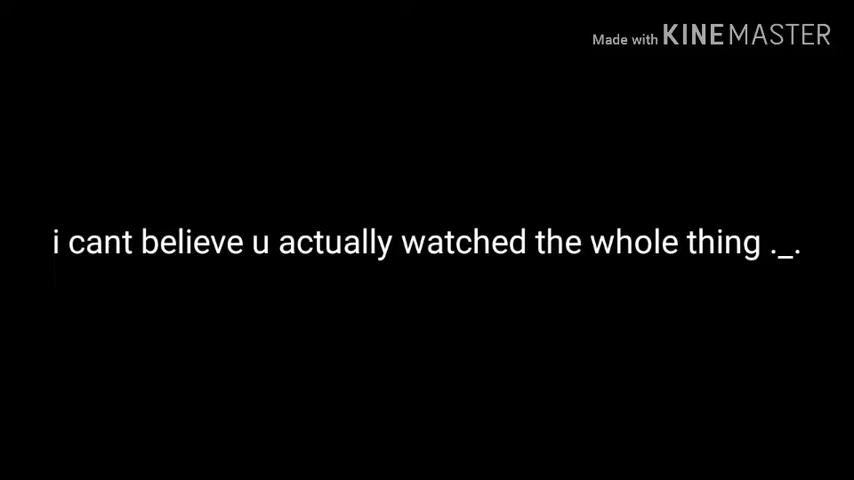 Made with KINEMASTER
i cant believe u actually watched the whole thing ._.